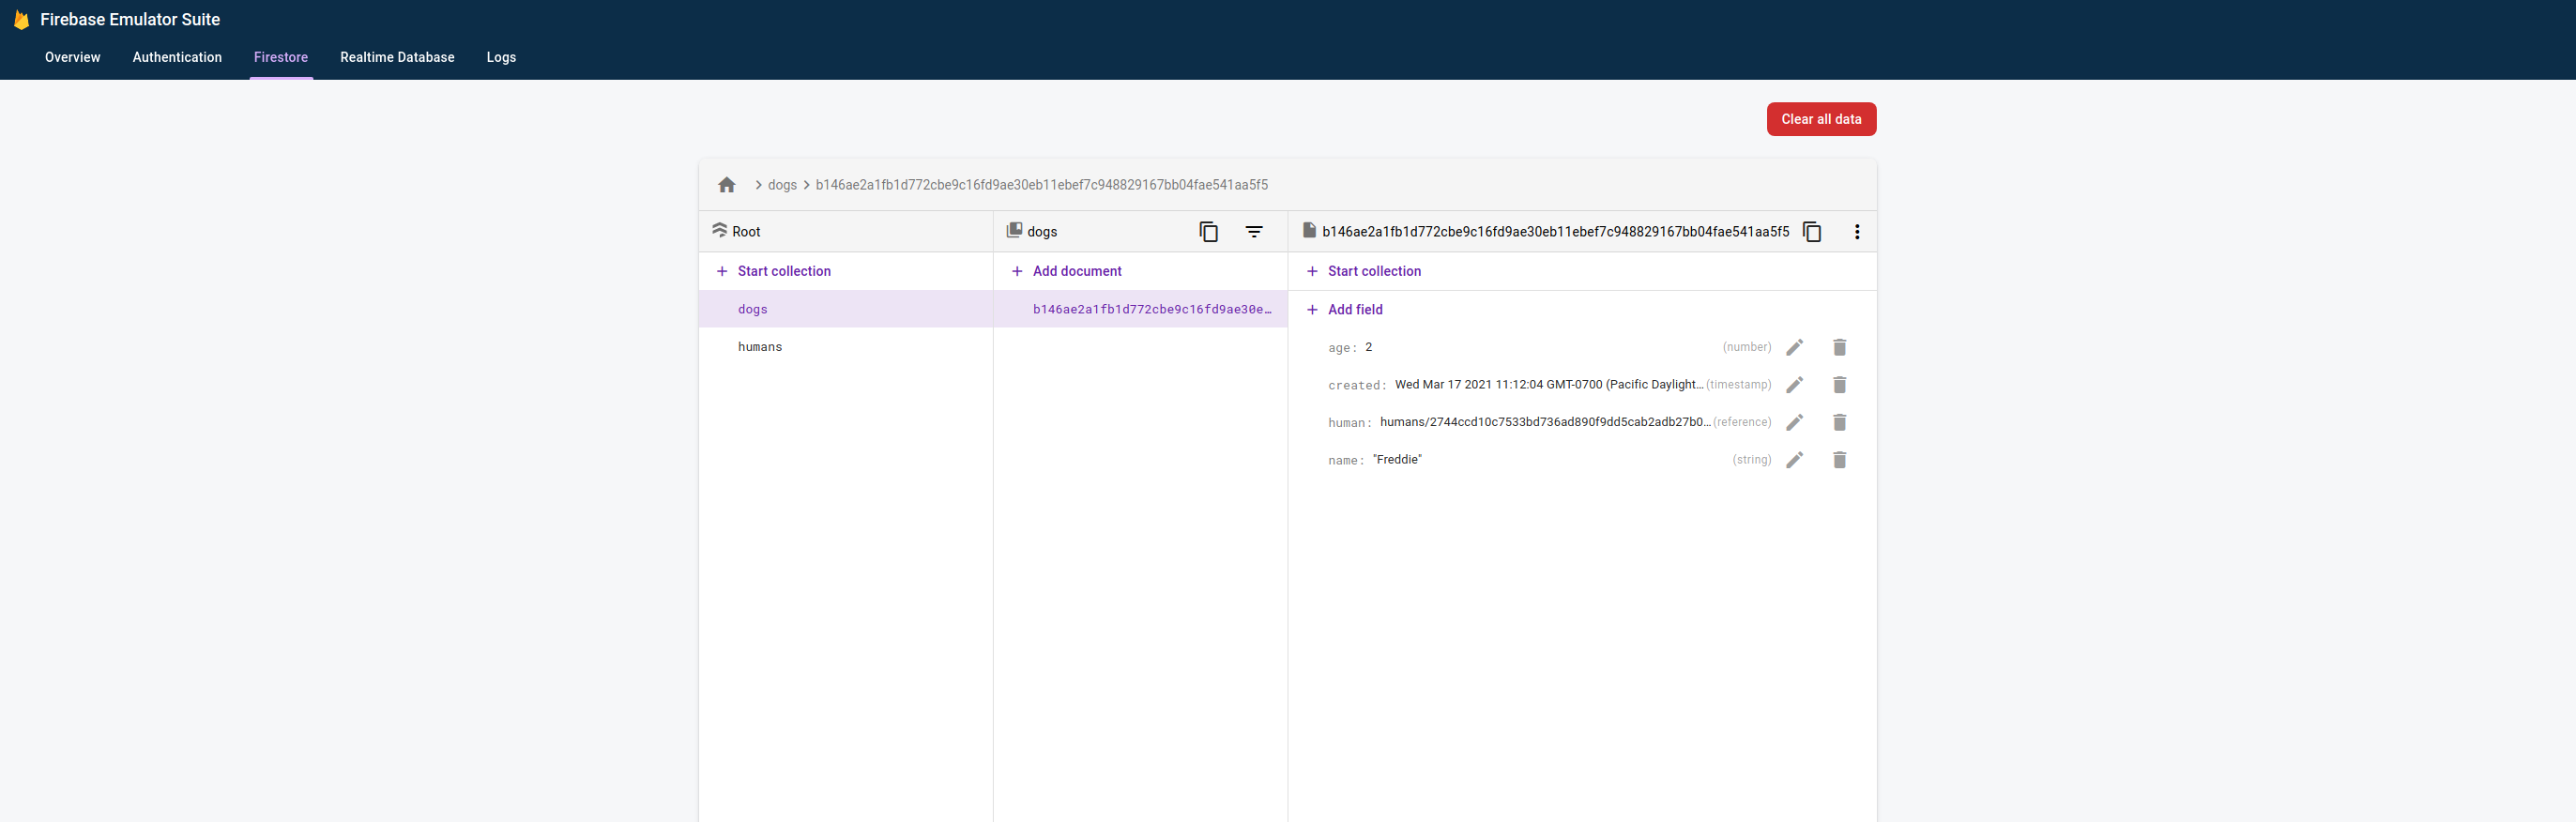 Firebase Emulator Suite
Overview Authentication Firestore Realtime Database Logs
Clear all data
dogs b146ae2a1fb1d772cbe9c16fd9ae30eb11ebef7c948829167bb04fae541aa5f5
Root dogs b146ae2a1fb1d772cbe9c16fd9ae30eb11ebef7c948829167bb04fae541aa5f5
+ Start collection + Add document + Start collection
dogs b146ae2a1fb1d772cbe9c16fd9ae30e… + Add field
humans age: 2 (number)
created: Wed Mar 17 2021 11:12:04 GMT-0700 (Pacific Daylight… (timestamp)
human: humans/2744ccd10c7533bd736ad890f9dd5cab2adb27b0… (reference)
name: "Freddie" (string)